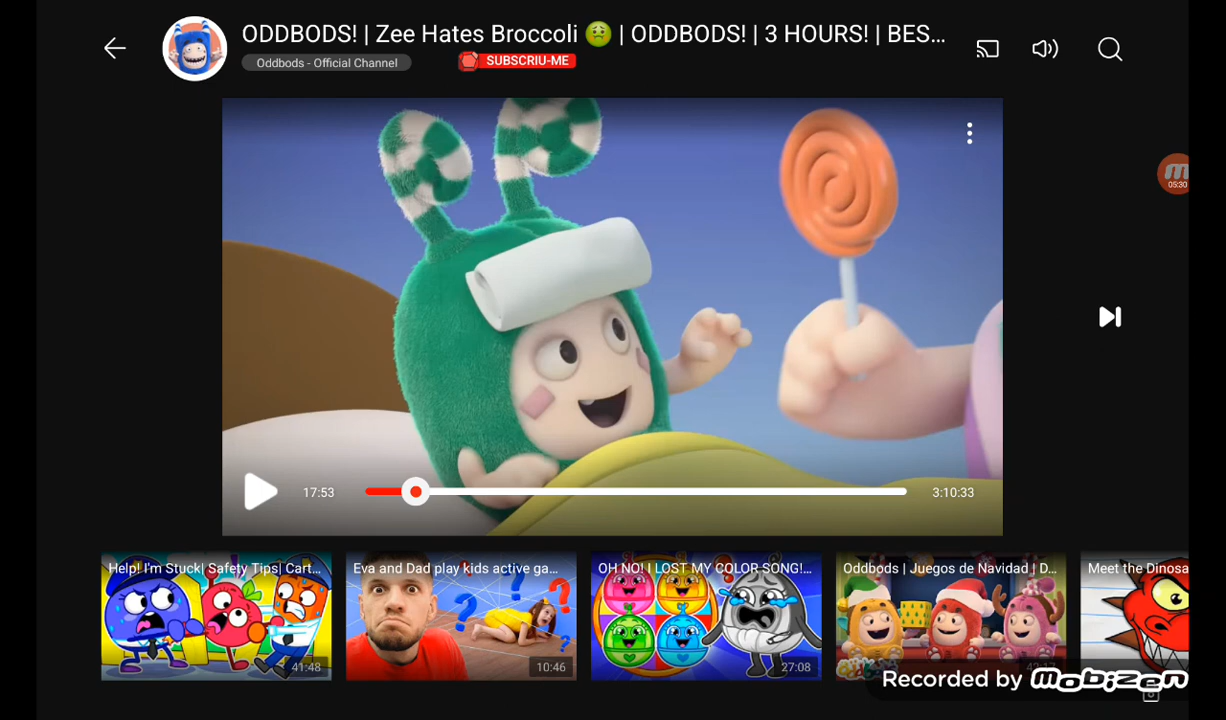 ODDBODS! | Zee Hates Broccoli 🤢 | ODDBODS! | 3 HOURS! | BES...
Oddbods - Official Channel
SUBSCRIU-ME
05:30
17:53
3:10:33
Help! I'm Stuck| Safety Tips| Cart...
41:48
Eva and Dad play kids active ga...
10:46
OH NO! I LOST MY COLOR SONG!...
27:08
Oddbods | Juegos de Navidad | D...
Meet the Dinosa
Recorded by mobizen